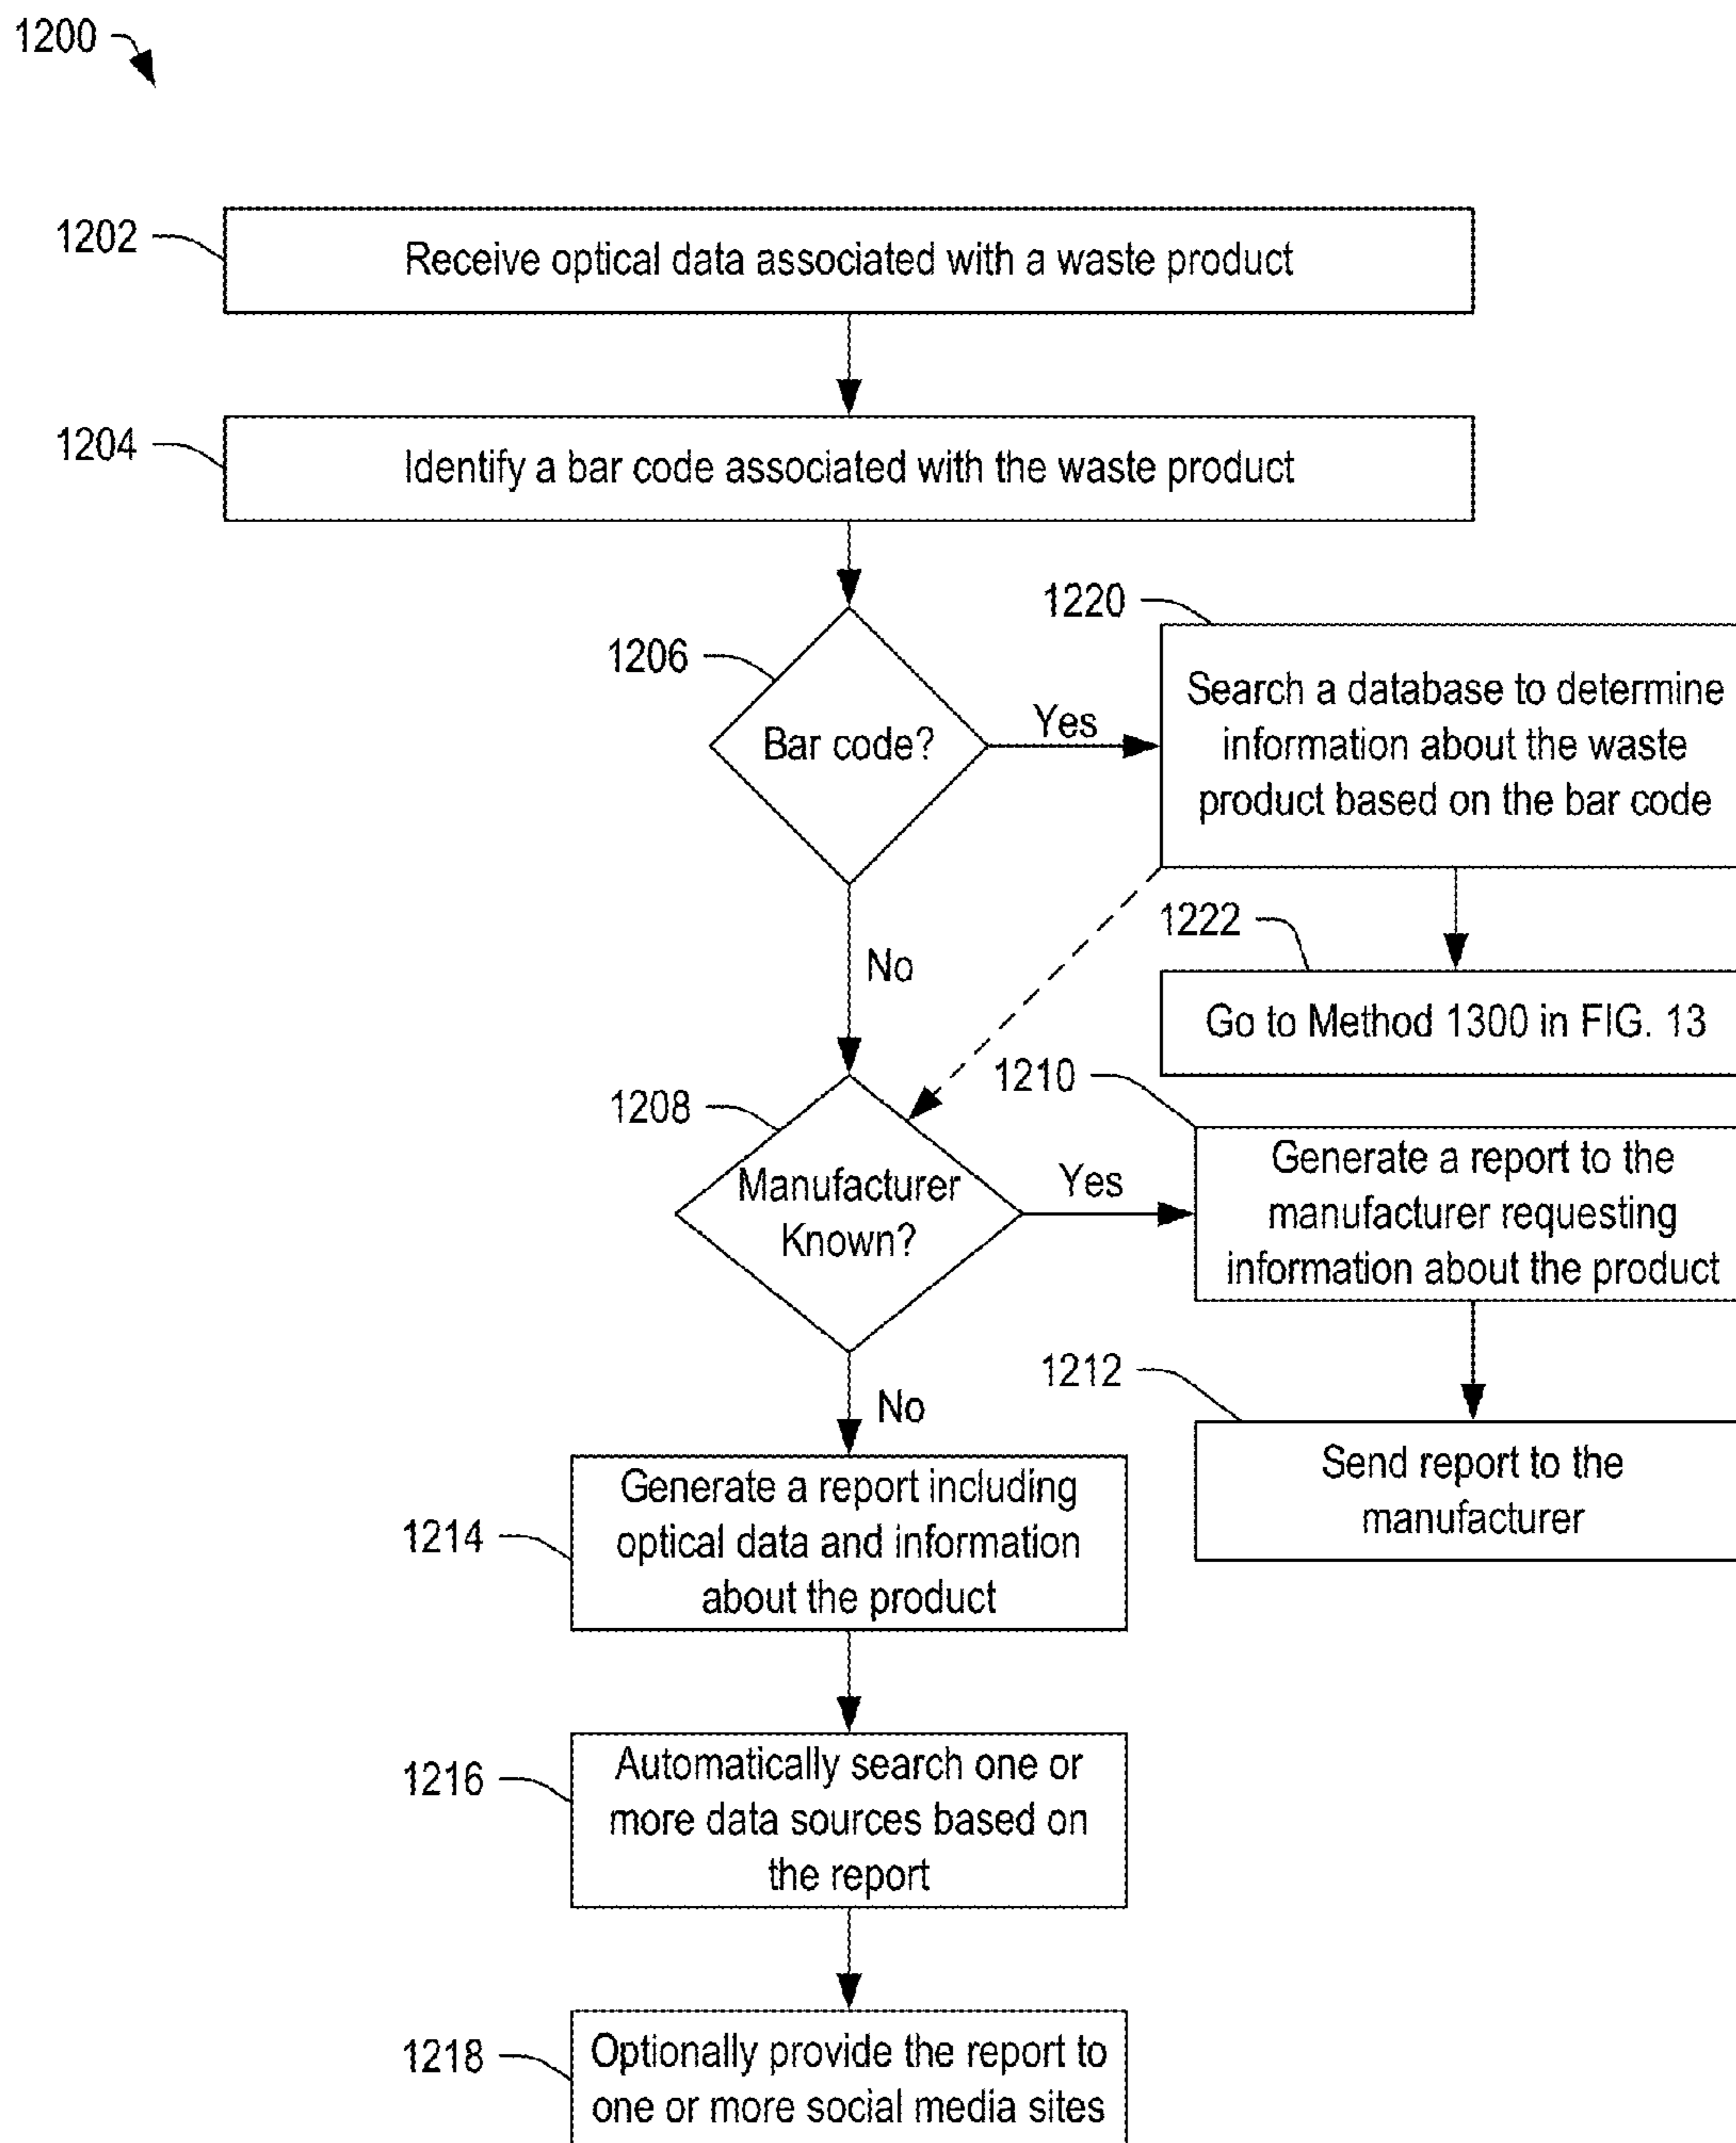 1200
1202
Receive optical data associated with a waste product
1204
Identify a bar code associated with the waste product
1206
Bar code?
Yes
1220
Search a database to determine
information about the waste
product based on the bar code
1222
Go to Method 1300 in FIG. 13
No
1208
Manufacturer
Known?
Yes
1210
Generate a report to the
manufacturer requesting
information about the product
1212
Send report to the
manufacturer
No
1214
Generate a report including
optical data and information
about the product
1216
Automatically search one or
more data sources based on
the report
1218
Optionally provide the report to
one or more social media sites